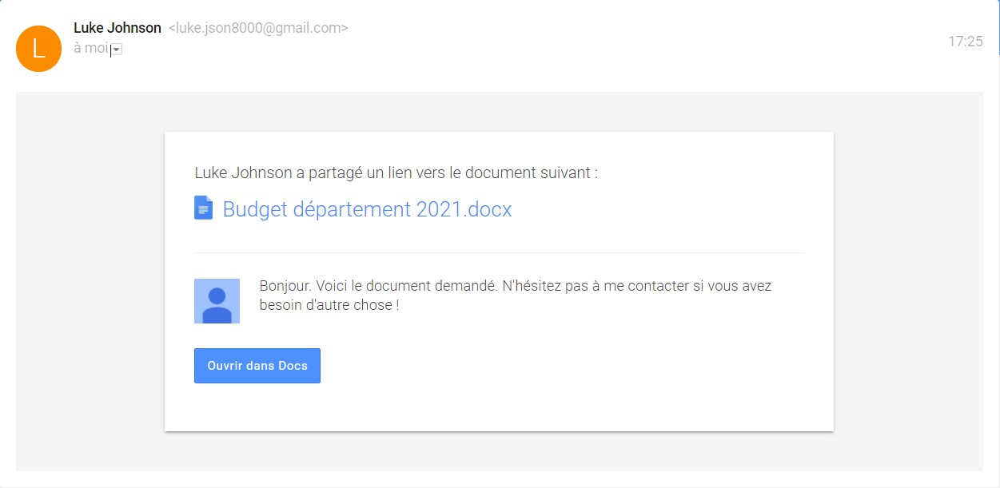 L
Luke Johnson <luke.json8000@gmail.com>
à moi
17:25
Luke Johnson a partagé un lien vers le document suivant :
Budget département 2021.docx
Bonjour. Voici le document demandé. N'hésitez pas à me contacter si vous avez
besoin d'autre chose !
Ouvrir dans Docs